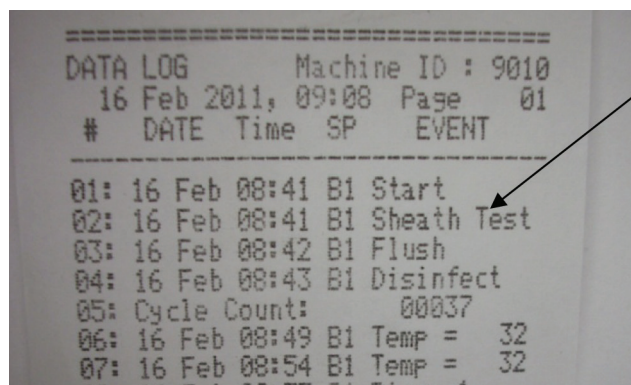 DATA LOG Machine ID : 9010
16 Feb 2011, 09:08 Page 01
# DATE Time SP EVENT
01: 16 Feb 08:41 B1 Start
02: 16 Feb 08:41 B1 Sheath Test
03: 16 Feb 08:42 B1 Flush
04: 16 Feb 08:43 B1 Disinfect
05: Cycle Count: 00037
06: 16 Feb 08:49 B1 Temp = 32
07: 16 Feb 08:54 B1 Temp = 32